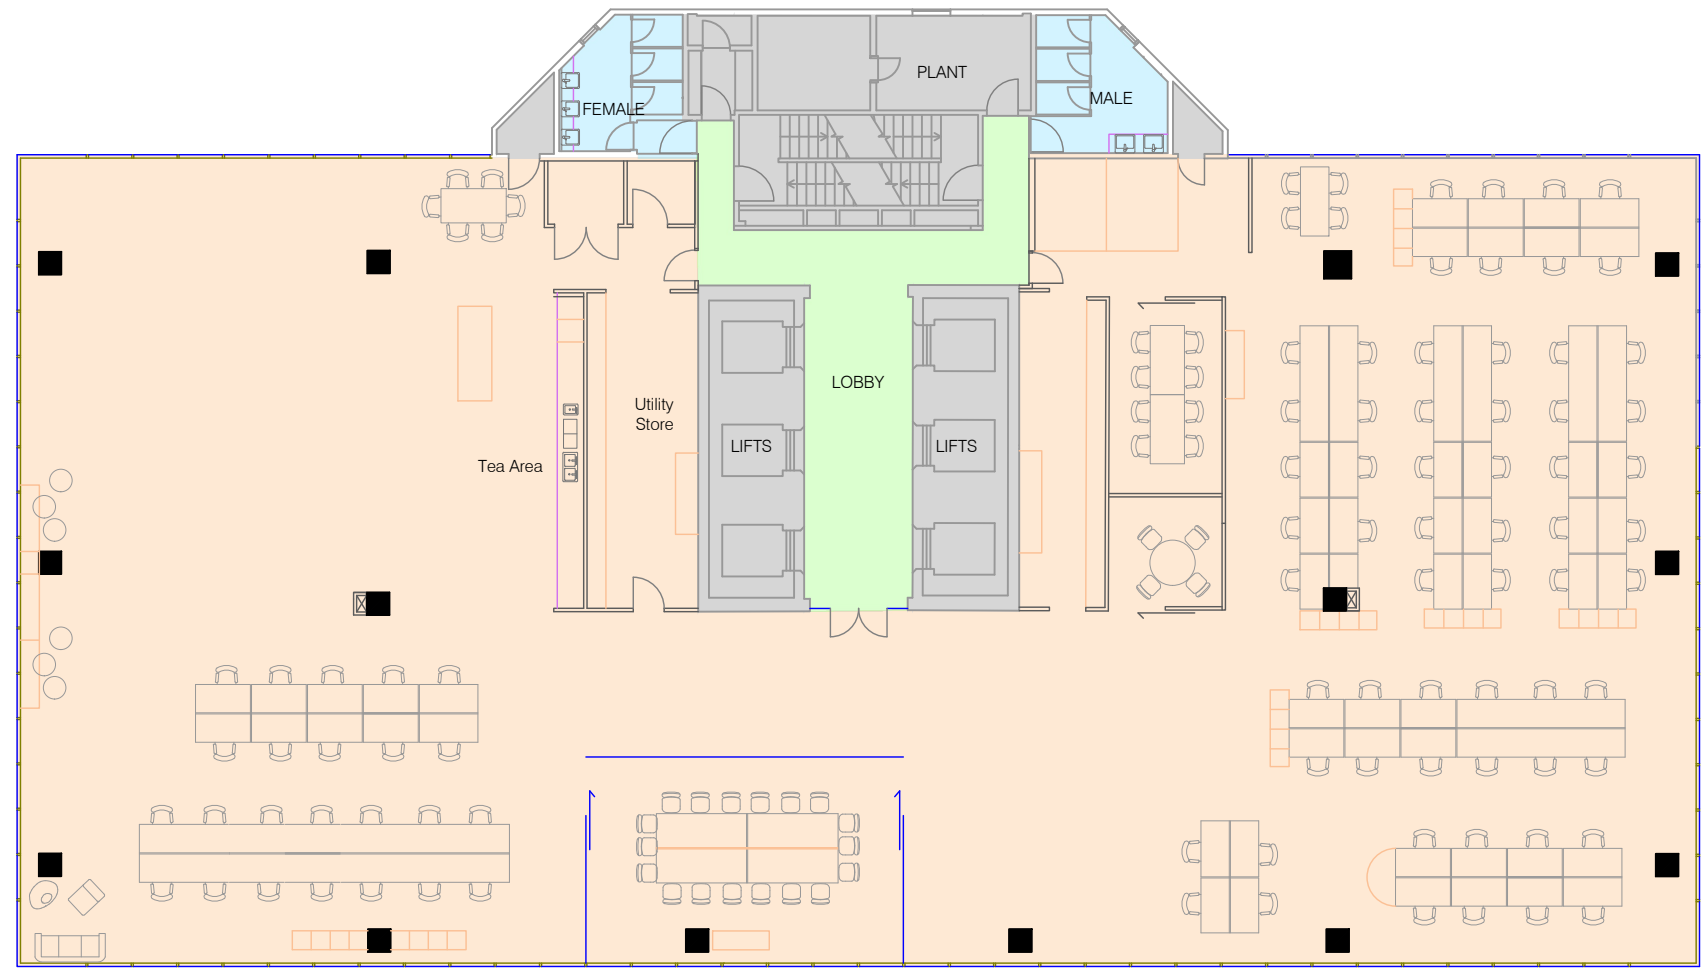 PLANT
MALE
FEMALE
LOBBY
Utility
Store
LIFTS
LIFTS
Tea Area